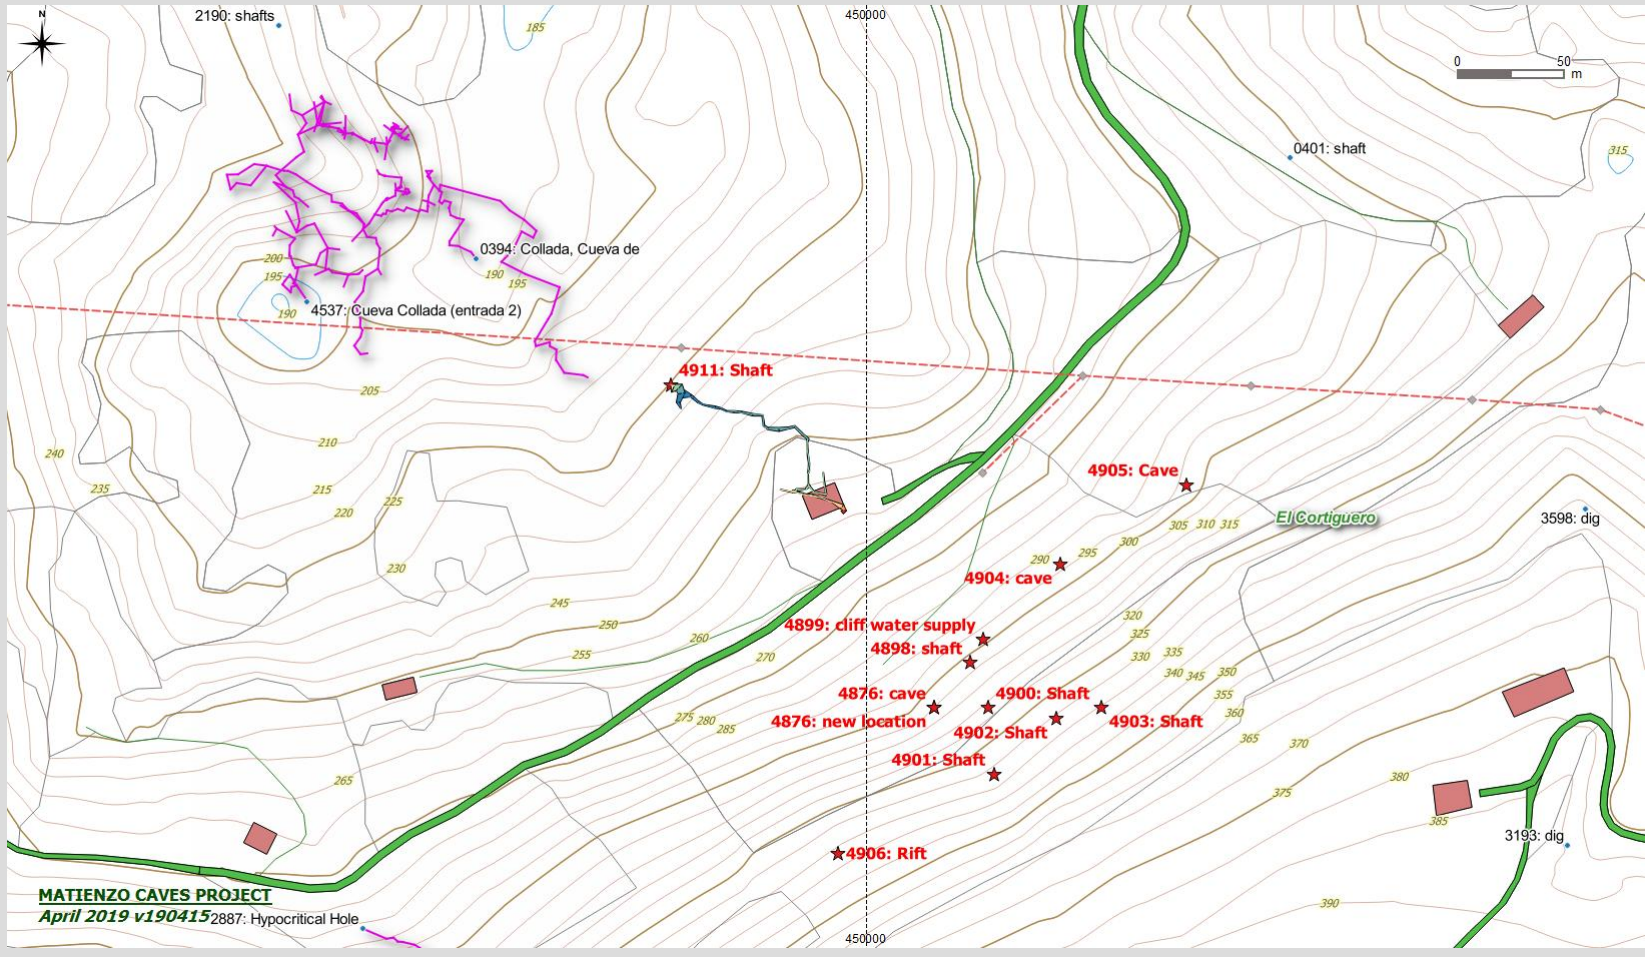 N
2190: shafts
185
450000
0
50
m
0401: shaft
315
0394: Collada, Cueva de
200
195
190
190
195
4537: Cueva Collada (entrada 2)
4911: Shaft
205
210
240
235
215
220
225
230
4905: Cave
El Cortiguero
3598: dig
305
310
315
300
295
290
4904: cave
245
250
255
260
270
4899: cliff water supply
4898: shaft
320
325
330
335
340
345
350
355
360
365
370
4876: cave
4900: Shaft
4876: new location
4903: Shaft
4902: Shaft
4901: Shaft
275
280
285
265
380
375
385
3193: dig
4906: Rift
390
MATIENZO CAVES PROJECT
April 2019 v190415
2887: Hypocritical Hole
450000